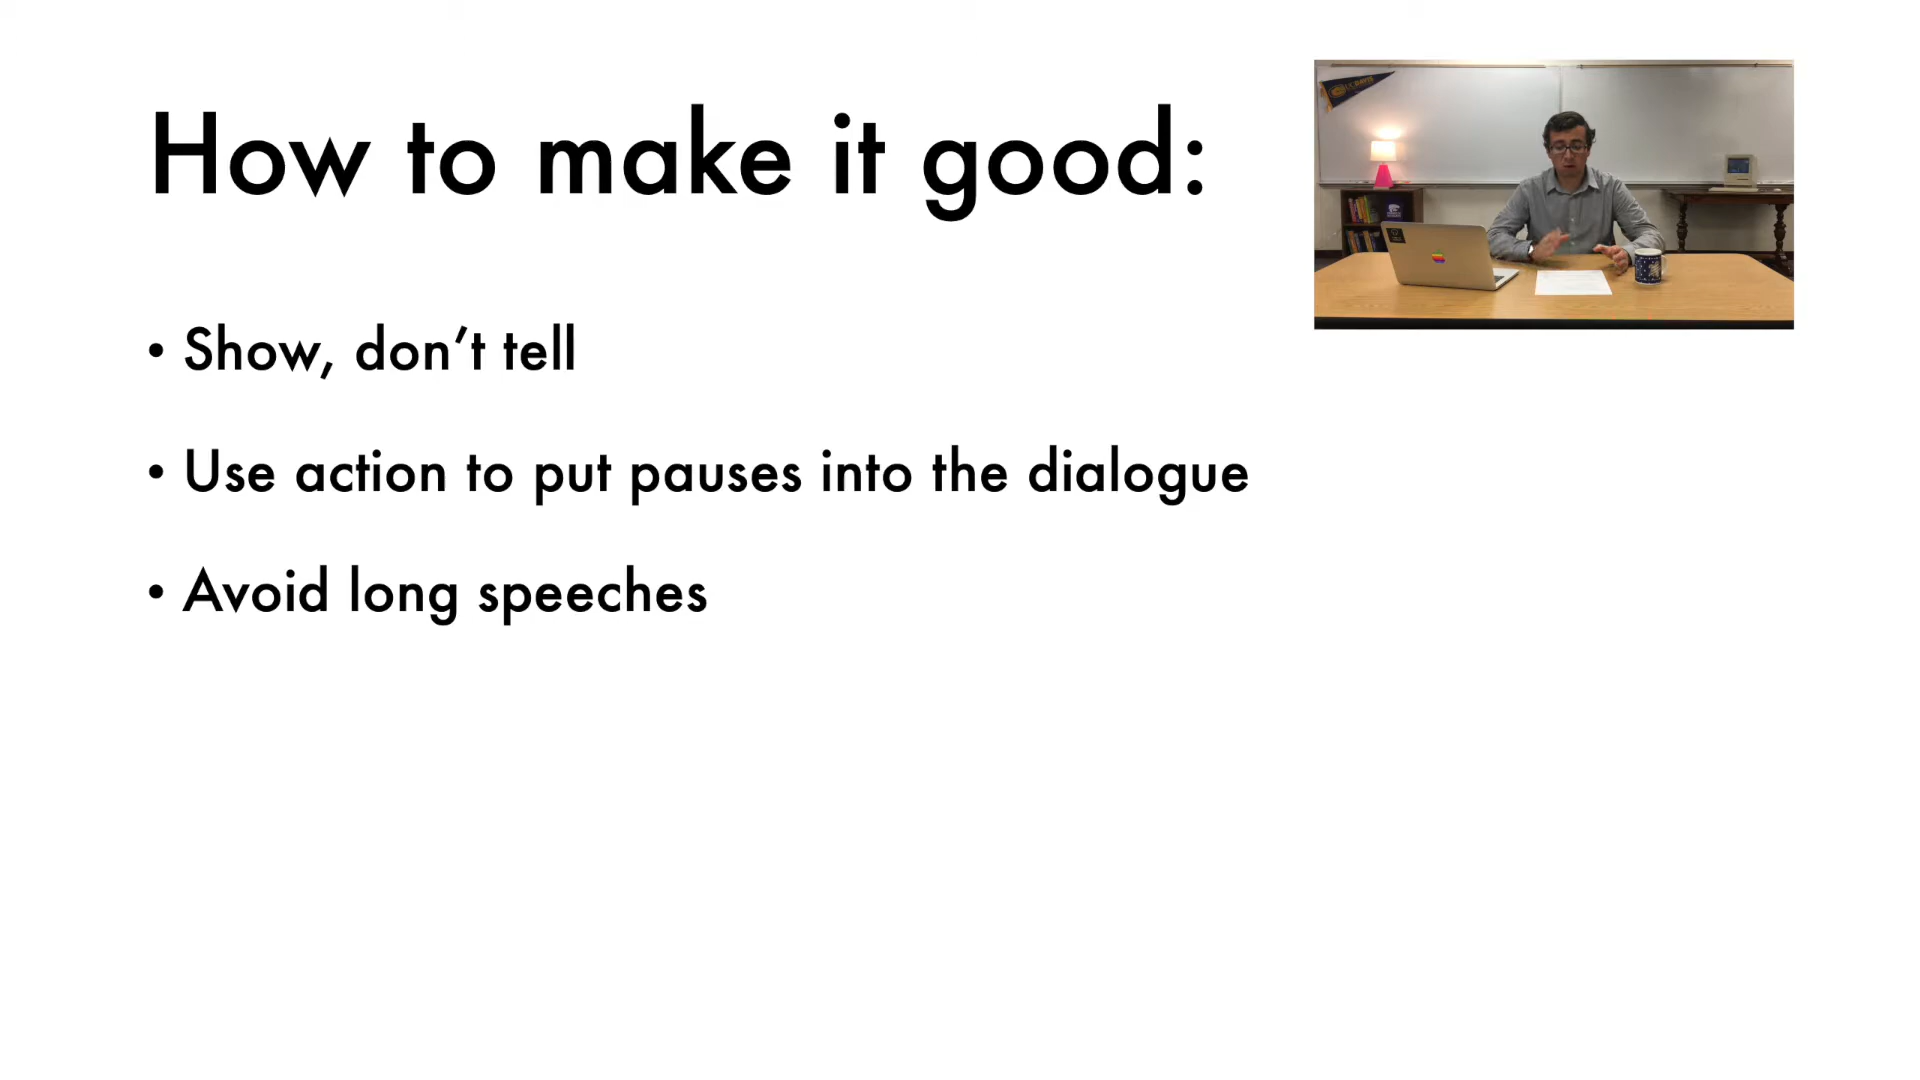 How to make it good:
• Show, don’t tell
• Use action to put pauses into the dialogue
• Avoid long speeches